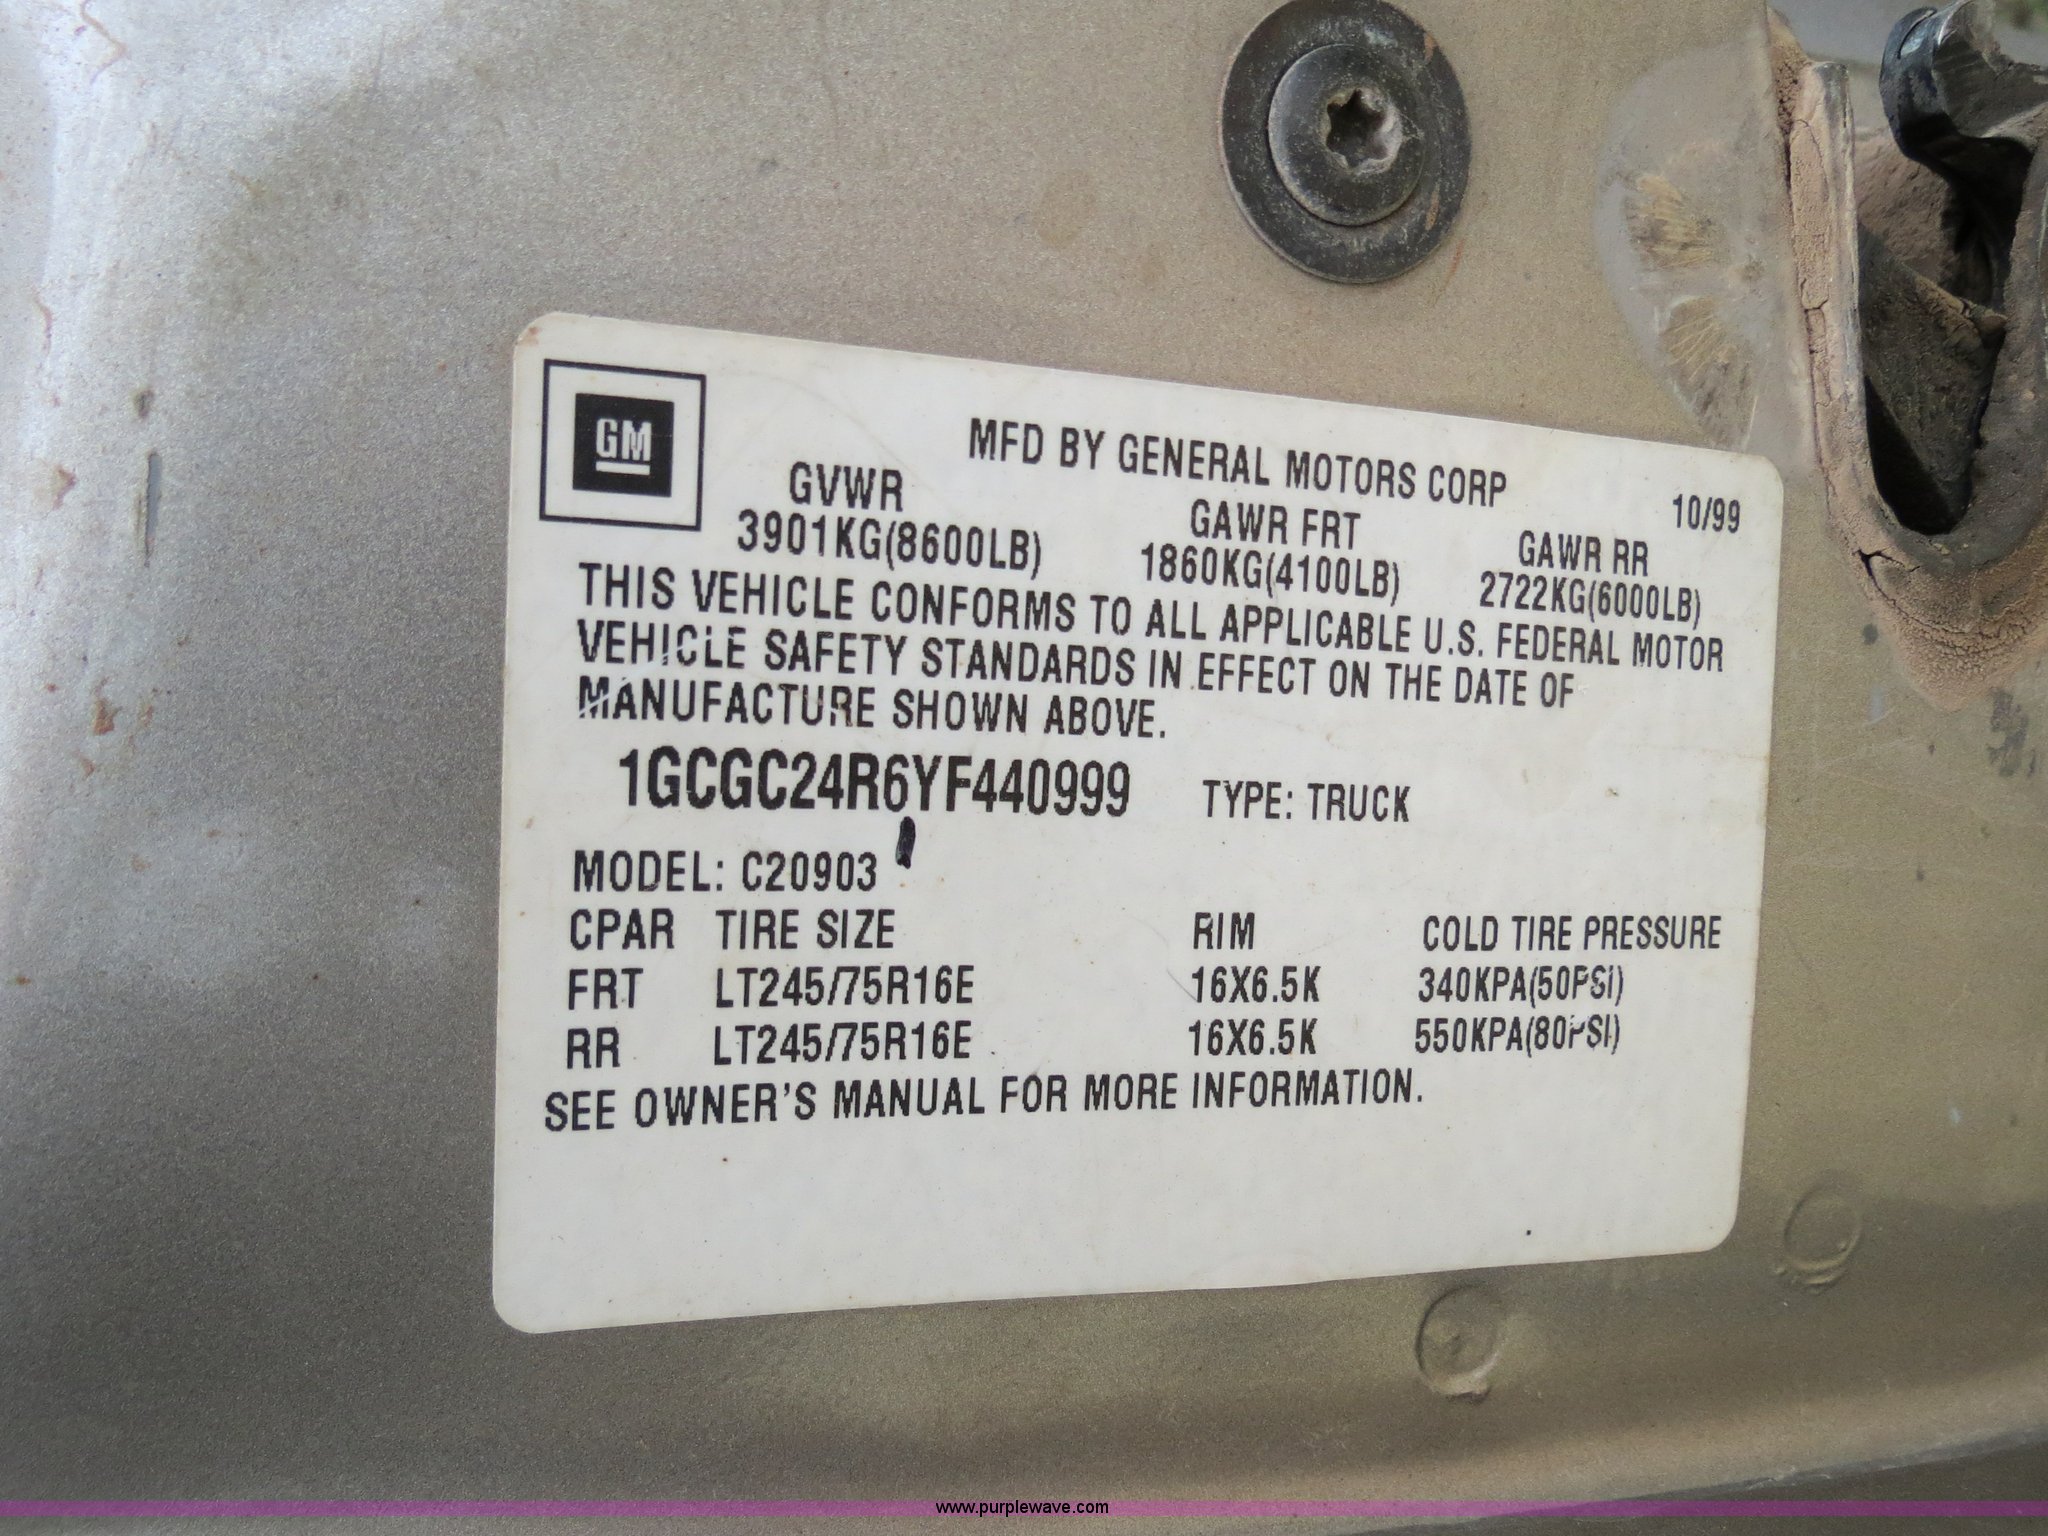 GM
MFD BY GENERAL MOTORS CORP
10/99
GVWR GAWR FRT GAWR RR
3901KG(8600LB) 1860KG(4100LB) 2722KG(6000LB)
THIS VEHICLE CONFORMS TO ALL APPLICABLE U.S. FEDERAL MOTOR
VEHICLE SAFETY STANDARDS IN EFFECT ON THE DATE OF
MANUFACTURE SHOWN ABOVE.
1GCGC24R6YF440999 TYPE: TRUCK
MODEL: C20903
CPAR TIRE SIZE RIM COLD TIRE PRESSURE
FRT LT245/75R16E 16X6.5K 340KPA(50PSI)
RR LT245/75R16E 16X6.5K 550KPA(80PSI)
SEE OWNER'S MANUAL FOR MORE INFORMATION.
www.purplewave.com